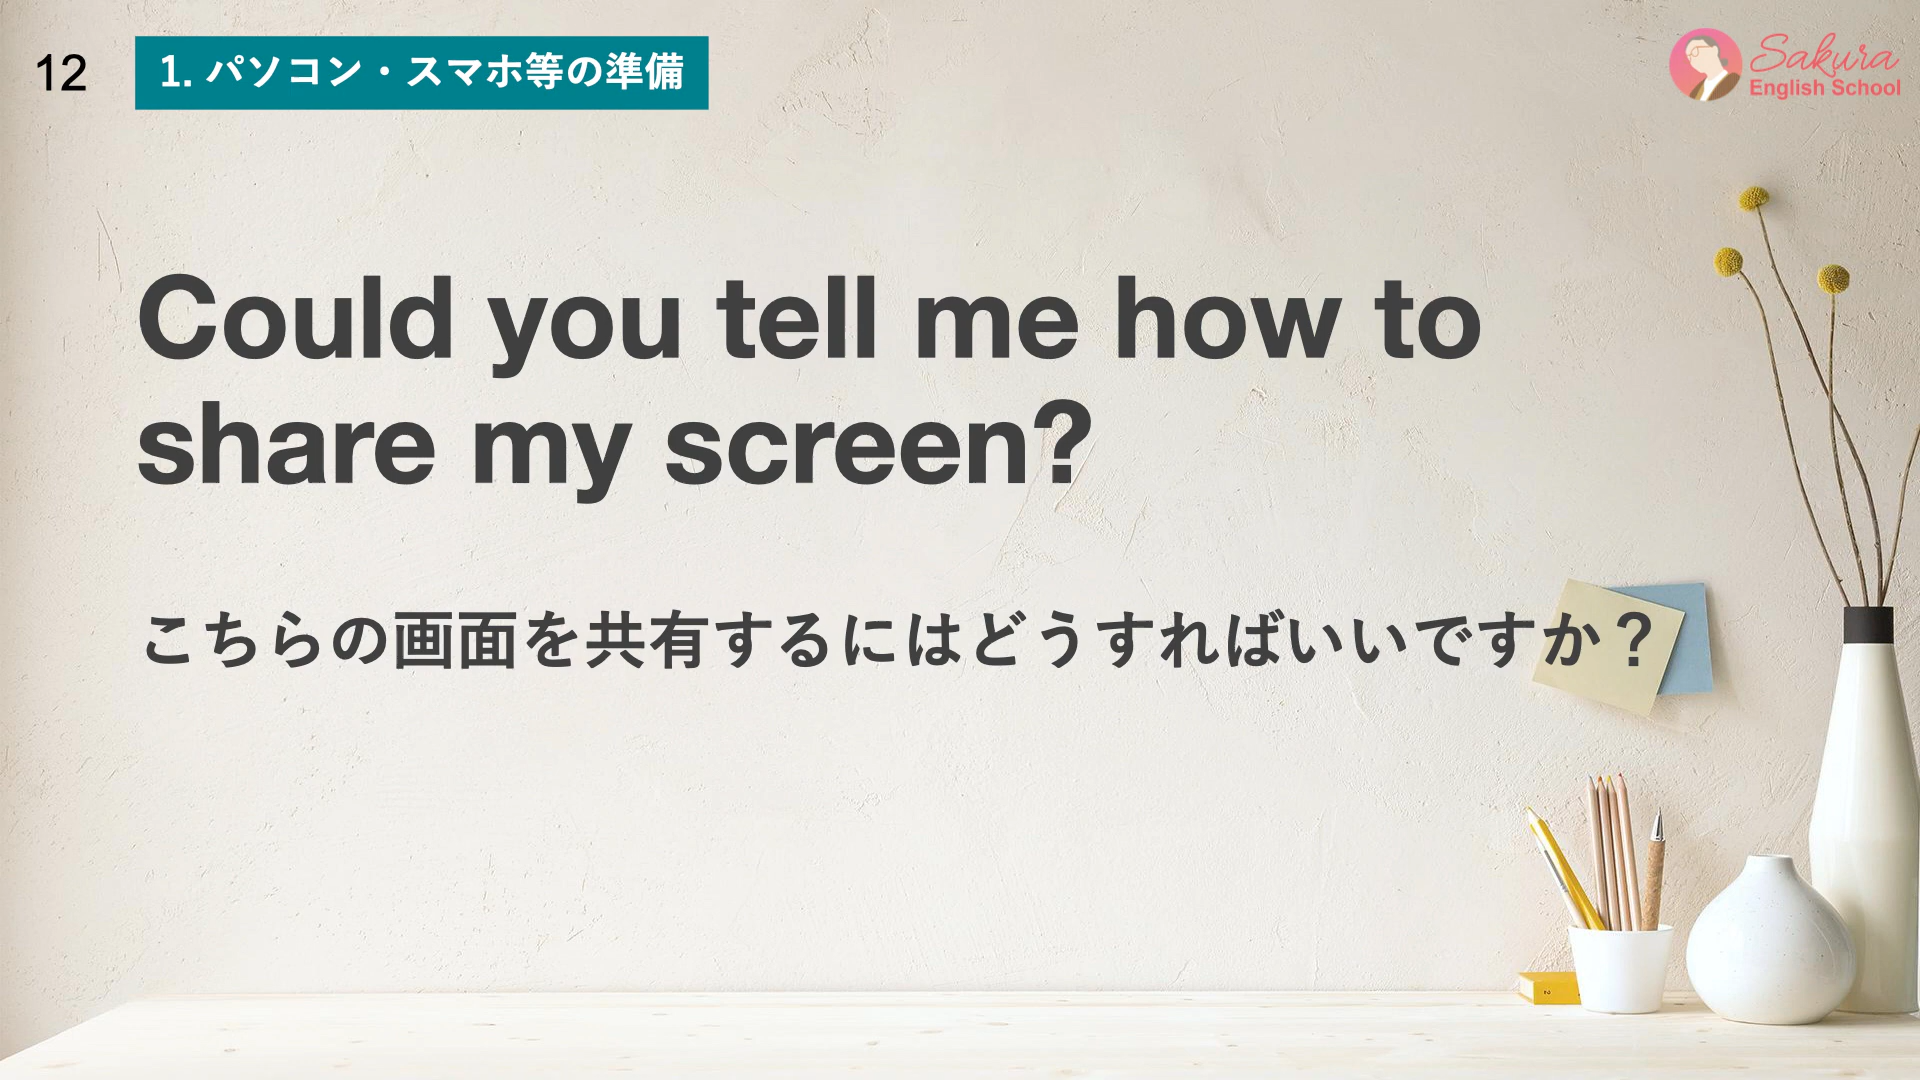 12
1. パソコン・スマホ等の準備
Sakura
English School
Could you tell me how to
share my screen?
こちらの画面を共有するにはどうすればいいですか？